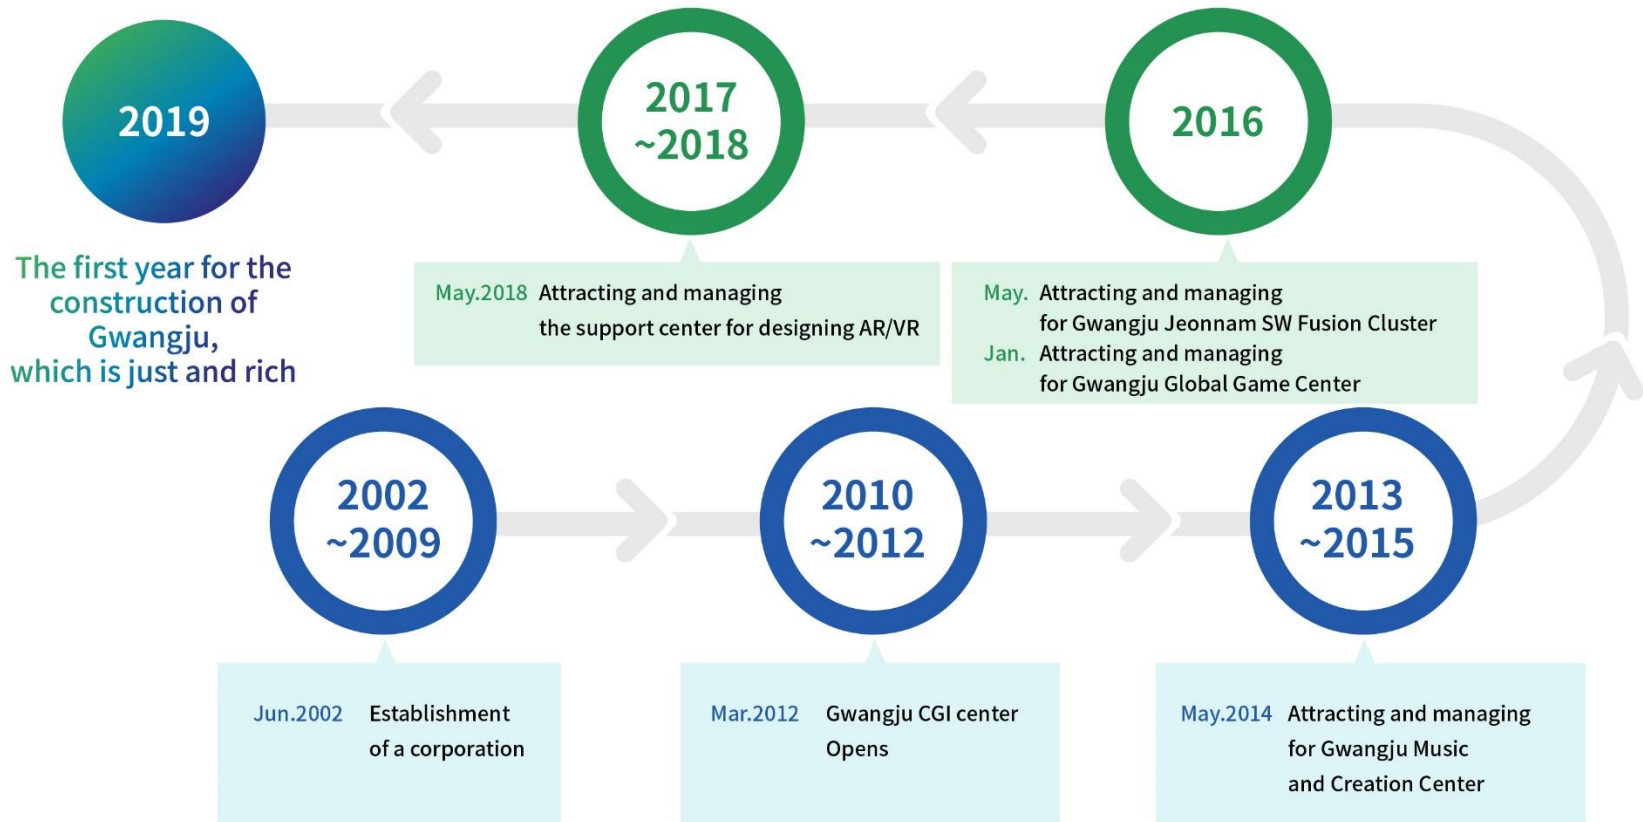 2019
The first year for the
construction of
Gwangju,
which is just and rich
2017
~2018
May.2018 Attracting and managing
the support center for designing AR/VR
2016
May. Attracting and managing
for Gwangju Jeonnam SW Fusion Cluster
Jan. Attracting and managing
for Gwangju Global Game Center
2002
~2009
Jun.2002 Establishment
of a corporation
2010
~2012
Mar.2012 Gwangju CGI center
Opens
2013
~2015
May.2014 Attracting and managing
for Gwangju Music
and Creation Center